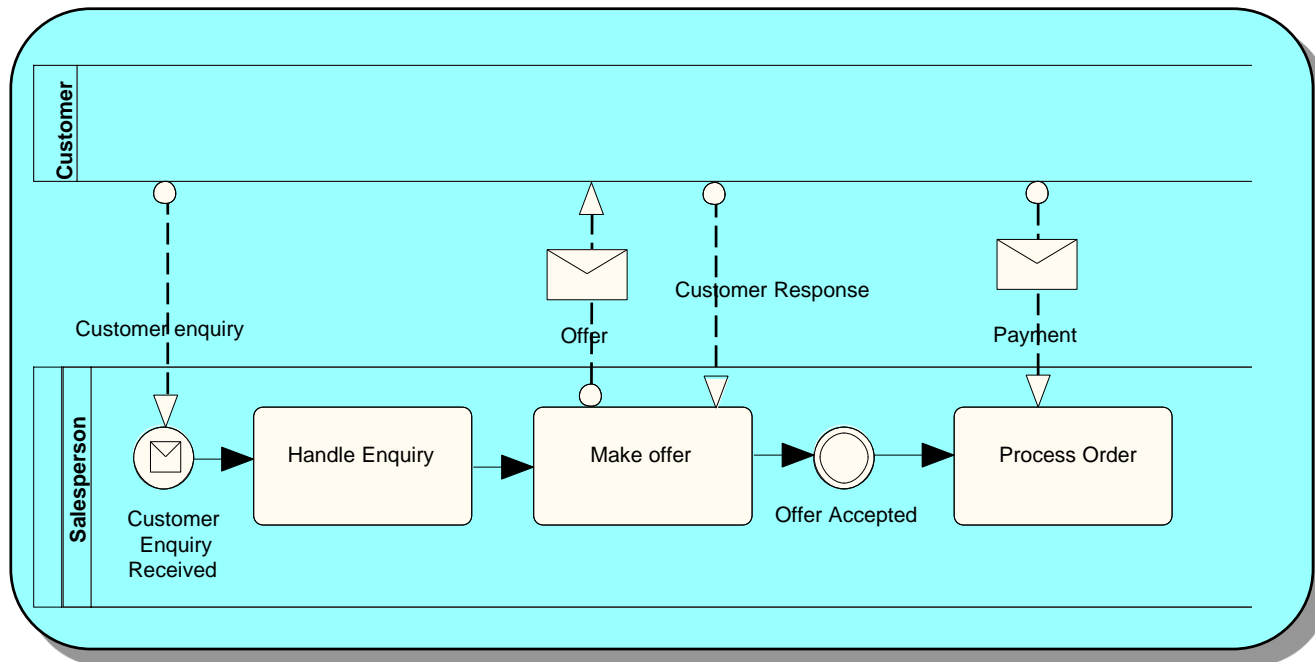 Customer
Customer enquiry
Offer
Customer Response
Payment
Salesperson
Customer
Enquiry
Received
Handle Enquiry
Make offer
Offer Accepted
Process Order